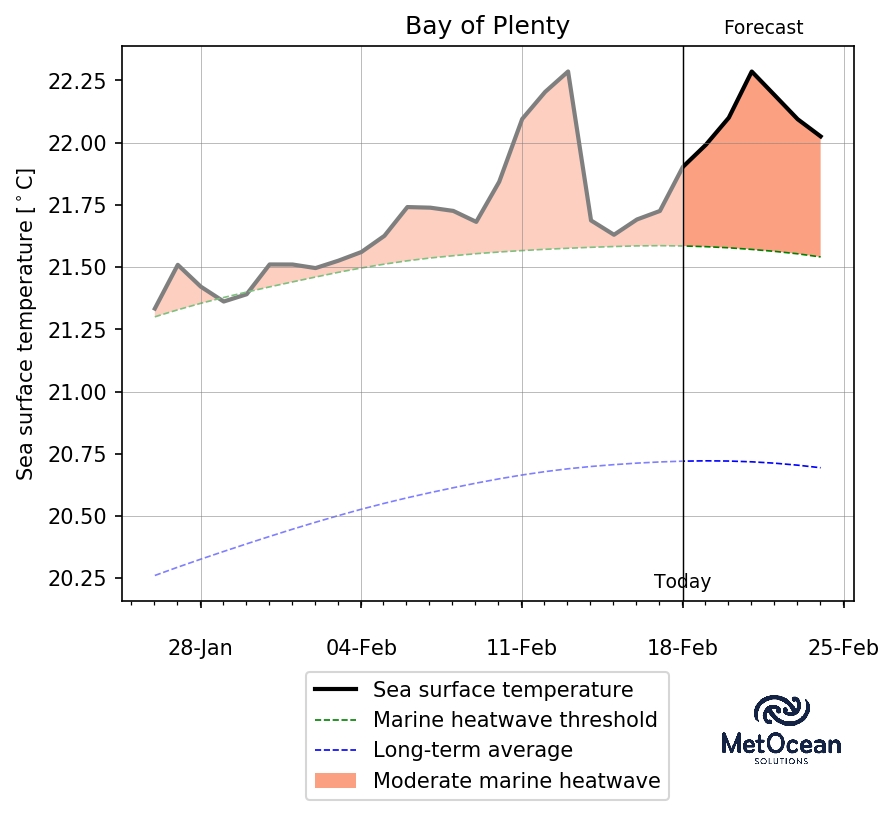 Bay of Plenty
Forecast
Sea surface temperature [°C]
22.25
22.00
21.75
21.50
21.25
21.00
20.75
20.50
20.25
Today
28-Jan 04-Feb 11-Feb 18-Feb 25-Feb
Sea surface temperature
Marine heatwave threshold
Long-term average
Moderate marine heatwave
MetOcean
SOLUTIONS